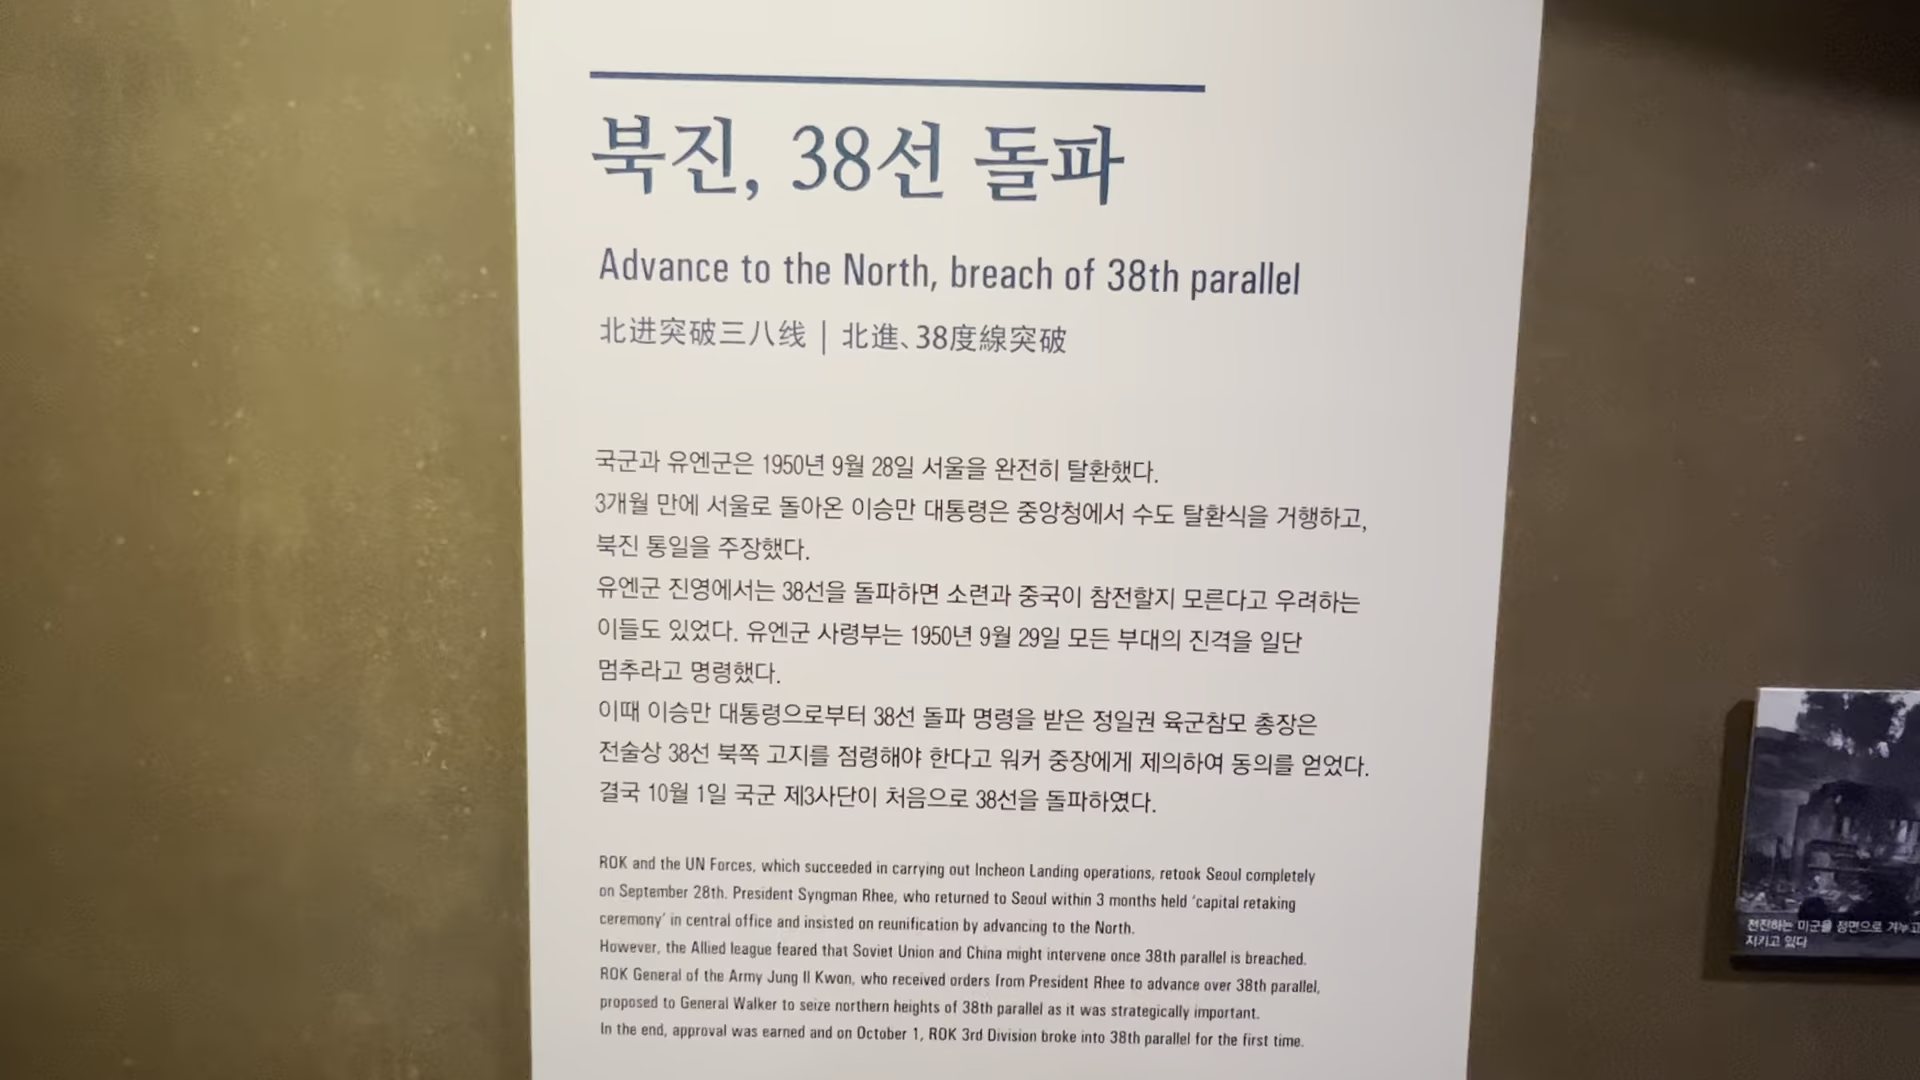 북진, 38선 돌파
Advance to the North, breach of 38th parallel
北进突破三八线 | 北進、38度線突破
국군과 유엔군은 1950년 9월 28일 서울을 완전히 탈환했다.
3개월 만에 서울로 돌아온 이승만 대통령은 중앙청에서 수도 탈환식을 거행하고,
북진 통일을 주장했다.
유엔군 진영에서는 38선을 돌파하면 소련과 중국이 참전할지 모른다고 우려하는
이들도 있었다. 유엔군 사령부는 1950년 9월 29일 모든 부대의 진격을 일단
멈추라고 명령했다.
이때 이승만 대통령으로부터 38선 돌파 명령을 받은 정일권 육군참모 총장은
전술상 38선 북쪽 고지를 점령해야 한다고 워커 중장에게 제의하여 동의를 얻었다.
결국 10월 1일 국군 제3사단이 처음으로 38선을 돌파하였다.
ROK and the UN Forces, which succeeded in carrying out Incheon Landing operations, retook Seoul completely
on September 28th. President Syngman Rhee, who returned to Seoul within 3 months held ‘capital retaking
ceremony’ in central office and insisted on reunification by advancing to the North.
However, the Allied league feared that Soviet Union and China might intervene once 38th parallel is breached.
ROK General of the Army Jung Il Kwon, who received orders from President Rhee to advance over 38th parallel,
proposed to General Walker to seize northern heights of 38th parallel as it was strategically important.
In the end, approval was earned and on October 1, ROK 3rd Division broke into 38th parallel for the first time.
전진하는 미군을 정면으로 겨누고
지키고 있다